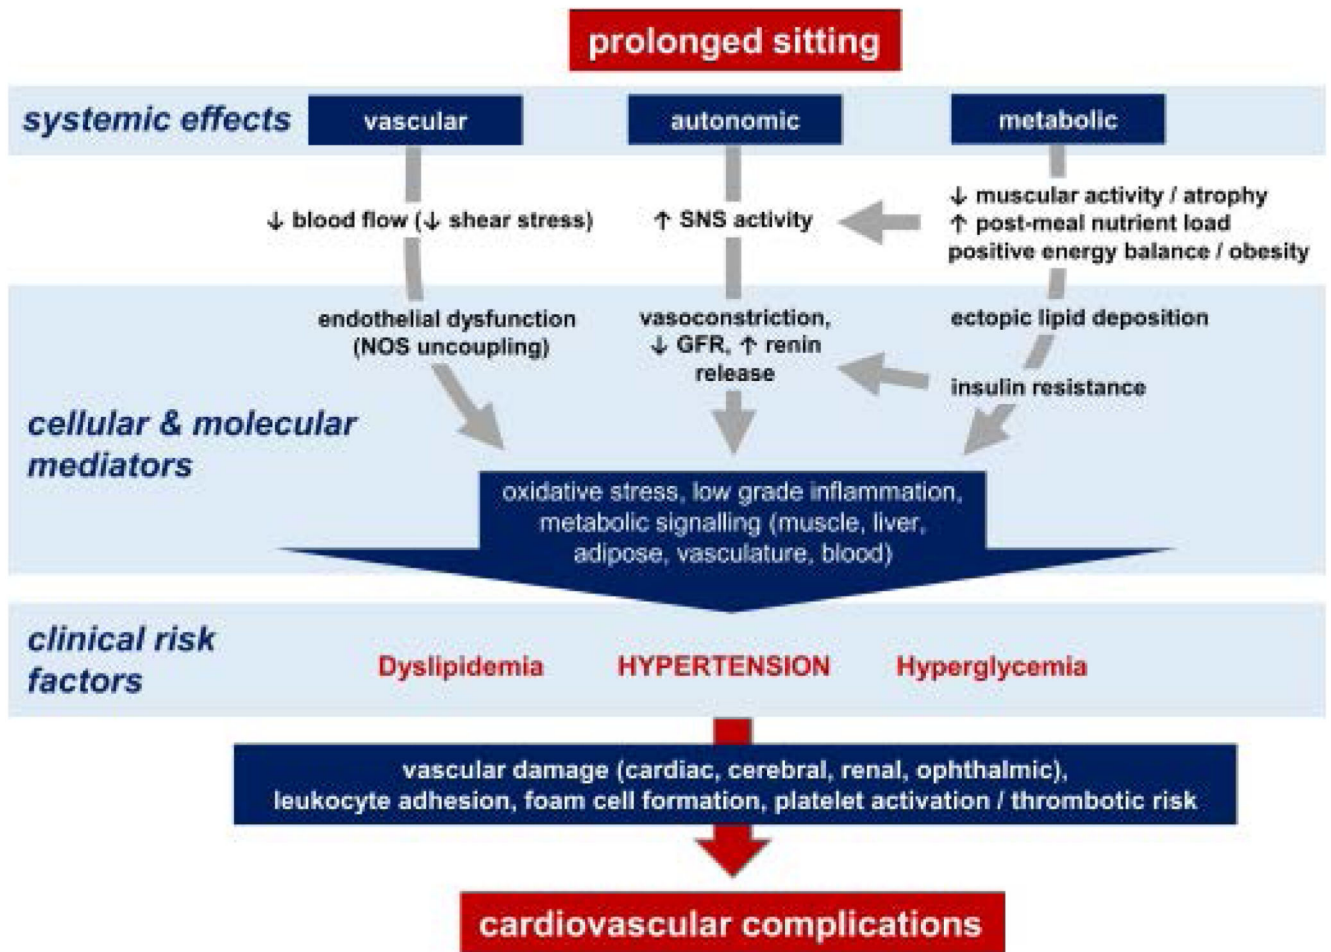 prolonged sitting
systemic effects
vascular
autonomic
metabolic
↓ blood flow (↓ shear stress)
↑ SNS activity
↓ muscular activity / atrophy
↑ post-meal nutrient load
positive energy balance / obesity
cellular & molecular
mediators
endothelial dysfunction
(NOS uncoupling)
vasoconstriction,
↓ GFR, ↑ renin
release
ectopic lipid deposition
insulin resistance
oxidative stress, low grade inflammation,
metabolic signalling (muscle, liver,
adipose, vasculature, blood)
clinical risk
factors
Dyslipidemia
HYPERTENSION
Hyperglycemia
vascular damage (cardiac, cerebral, renal, ophthalmic),
leukocyte adhesion, foam cell formation, platelet activation / thrombotic risk
cardiovascular complications